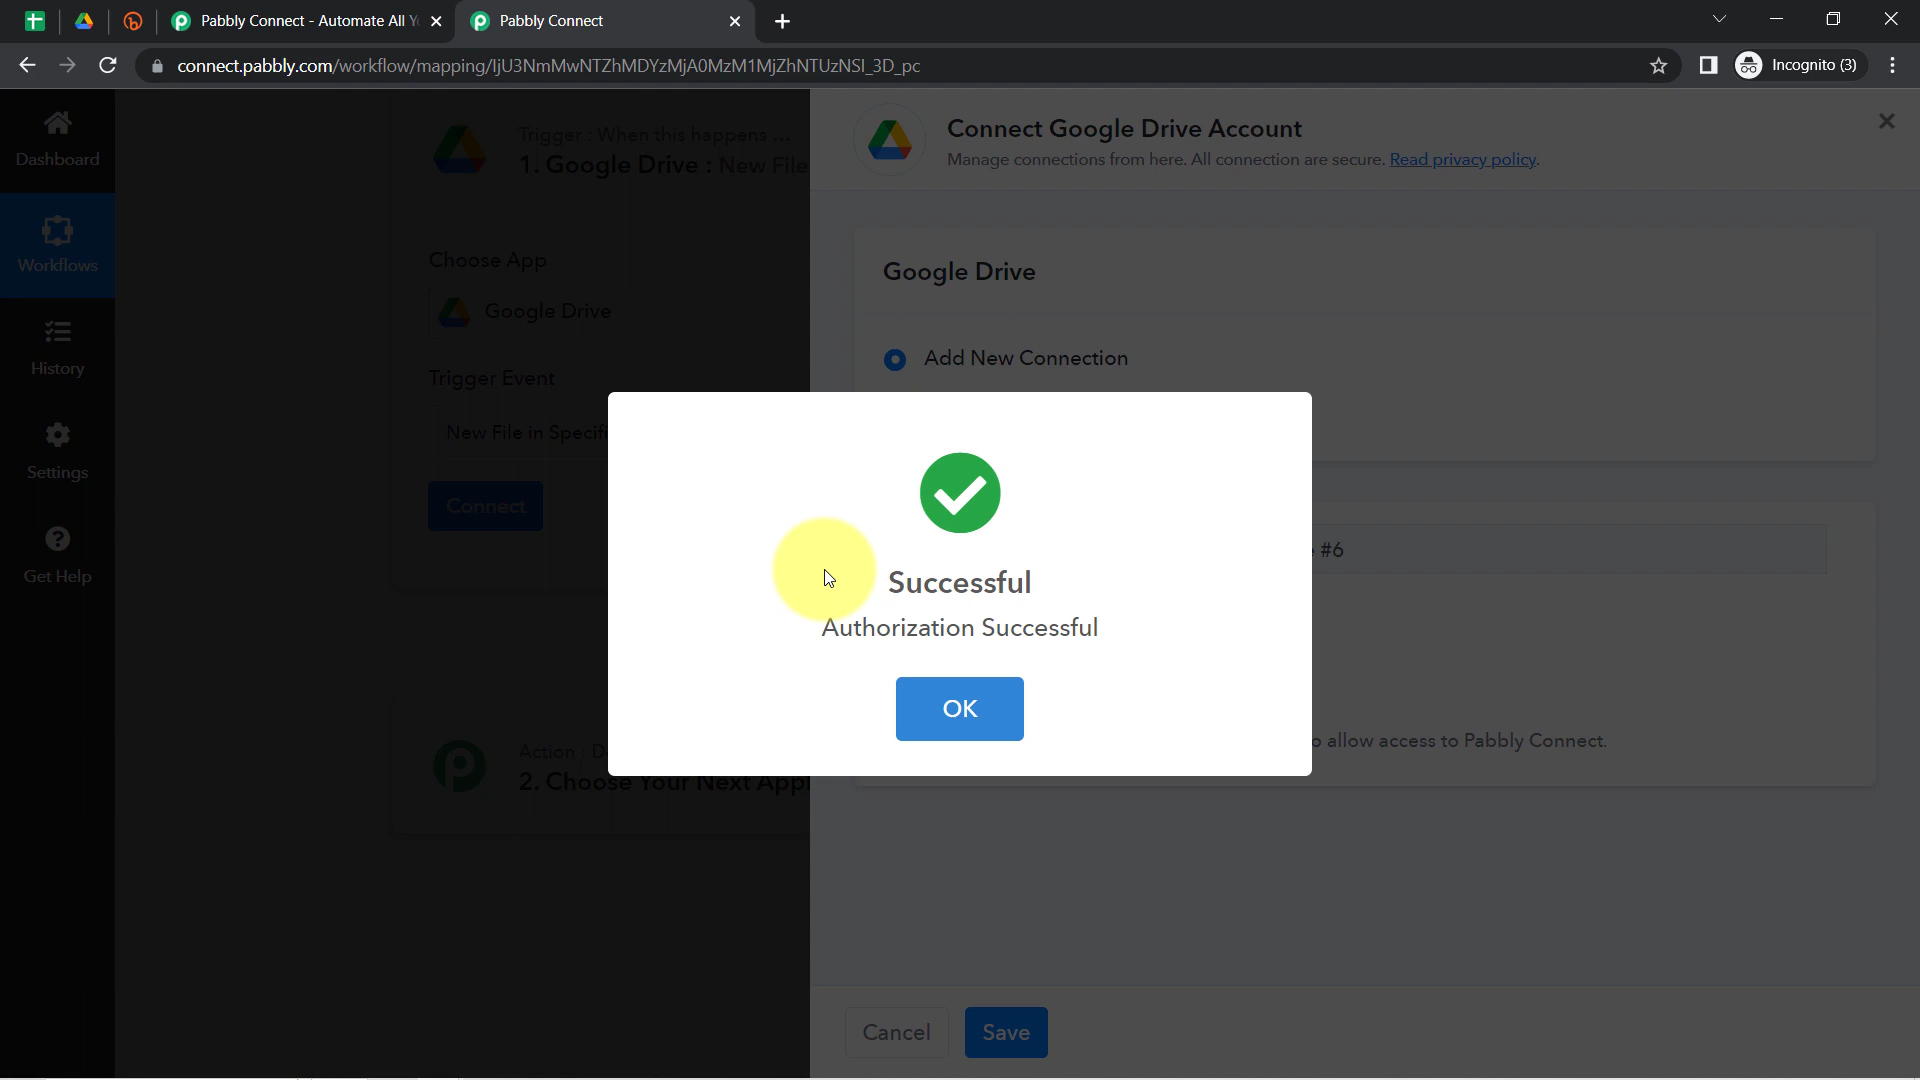 Pabbly Connect - Automate All Y
Pabbly Connect
connect.pabbly.com/workflow/mapping/IjU3NmMwNTZhMDYzMjA0MzM1MjZhNTUzNSI_3D_pc
Incognito (3)
Dashboard
Workflows
History
Settings
Get Help
Trigger : When this happens ...
1. Google Drive : New File
Choose App
Google Drive
Trigger Event
New File in Specifi
Connect
Action : D
2. Choose Your Next Appl
Connect Google Drive Account
Manage connections from here. All connection are secure. Read privacy policy.
Google Drive
Add New Connection
#6
o allow access to Pabbly Connect.
Cancel
Save
Successful
Authorization Successful
OK